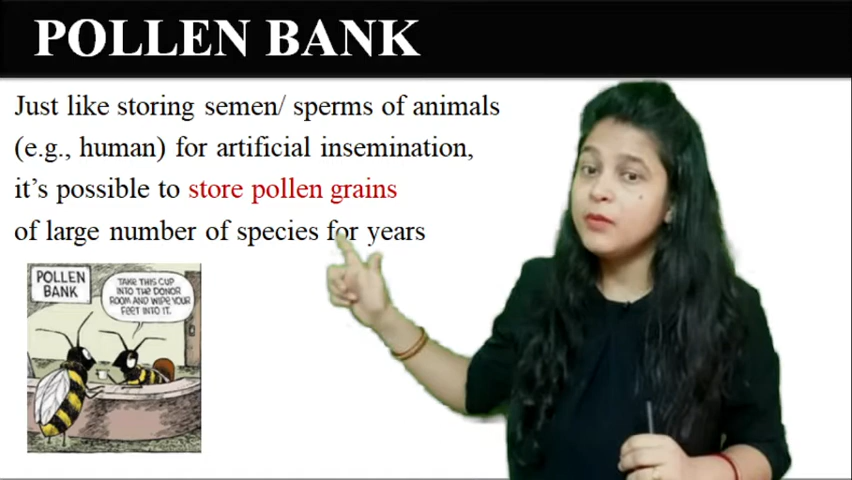 POLLEN BANK
Just like storing semen/ sperms of animals
(e.g., human) for artificial insemination,
it's possible to store pollen grains
of large number of species for years
POLLEN
BANK
TAKE THIS CUP
INTO THE DONOR
ROOM AND WIPE YOUR
FEET INTO IT.